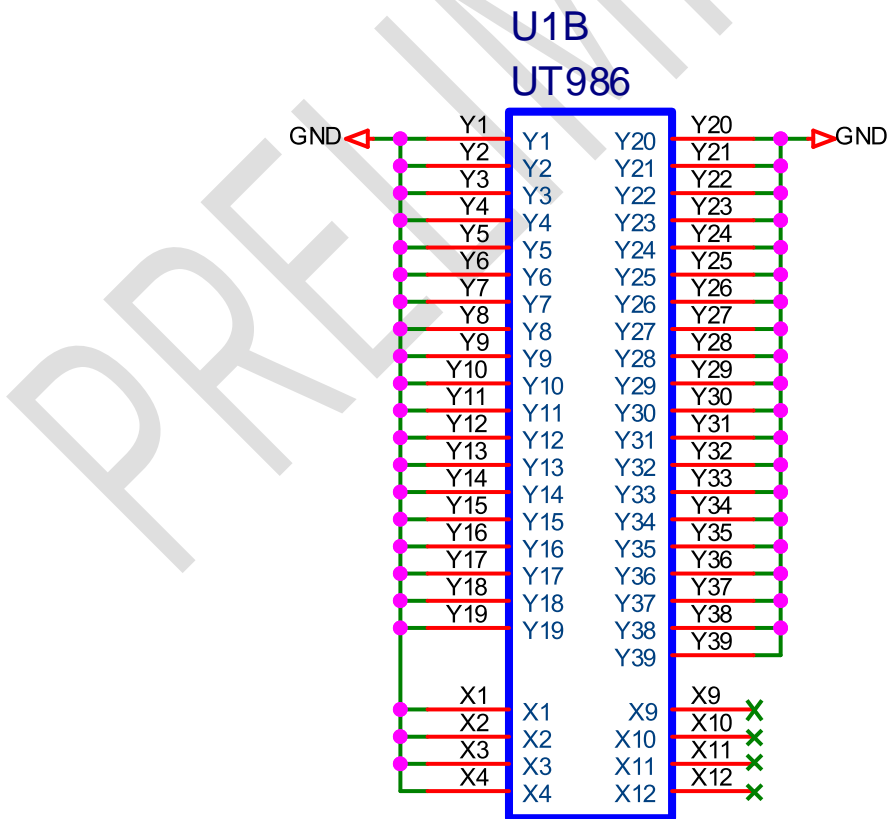 U1B
UT986
GND Y1 Y1 Y20 Y20 GND
Y2 Y2 Y21 Y21
Y3 Y3 Y22 Y22
Y4 Y4 Y23 Y23
Y5 Y5 Y24 Y24
Y6 Y6 Y25 Y25
Y7 Y7 Y26 Y26
Y8 Y8 Y27 Y27
Y9 Y9 Y28 Y28
Y10 Y10 Y29 Y29
Y11 Y11 Y30 Y30
Y12 Y12 Y31 Y31
Y13 Y13 Y32 Y32
Y14 Y14 Y33 Y33
Y15 Y15 Y34 Y34
Y16 Y16 Y35 Y35
Y17 Y17 Y36 Y36
Y18 Y18 Y37 Y37
Y19 Y19 Y38 Y38
Y39 Y39
X1 X1 X9 X9
X2 X2 X10 X10
X3 X3 X11 X11
X4 X4 X12 X12
PRELIM